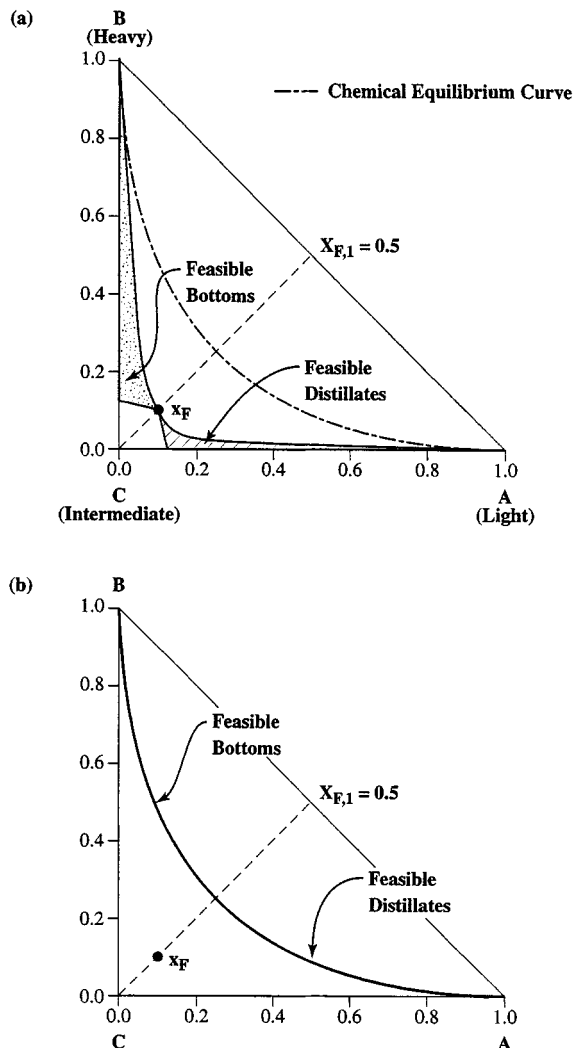 (a)
B
(Heavy)
1.0
Chemical Equilibrium Curve
0.8
0.6
X_{F,1} = 0.5
Feasible
Bottoms
0.4
Feasible
Distillates
0.2
x_F
0.0
0.0 0.2 0.4 0.6 0.8 1.0
C A
(Intermediate) (Light)
(b)
B
1.0
0.8
Feasible
Bottoms
0.6
X_{F,1} = 0.5
0.4
Feasible
Distillates
0.2
x_F
0.0
0.0 0.2 0.4 0.6 0.8 1.0
C A